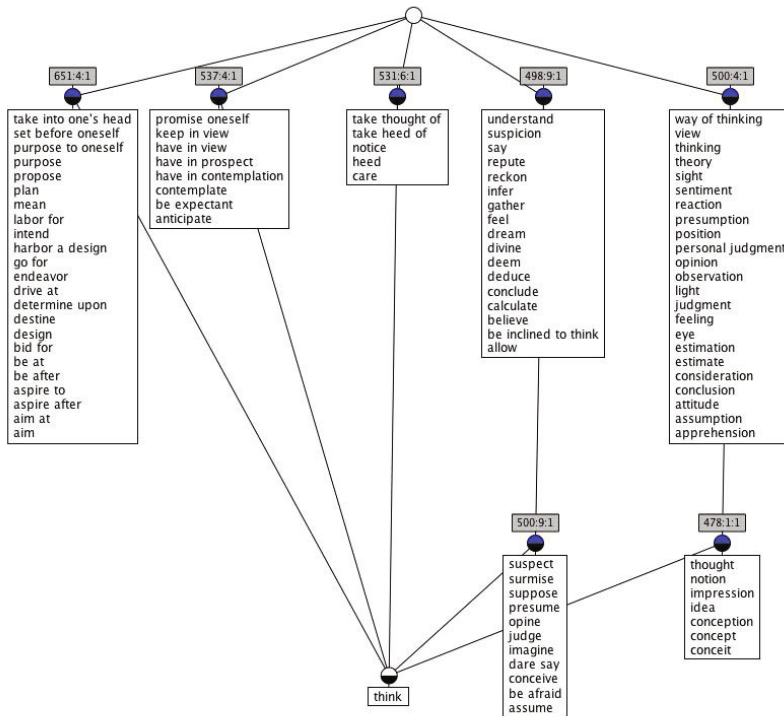 651:4:1
537:4:1
531:6:1
498:9:1
500:4:1
take into one's head
set before oneself
purpose to oneself
purpose
propose
plan
mean
labor for
intend
harbor a design
go for
endeavor
drive at
determine upon
destine
design
bid for
be at
be after
aspire to
aspire after
aim at
aim
promise oneself
keep in view
have in view
have in prospect
have in contemplation
contemplate
be expectant
anticipate
take thought of
take heed of
notice
heed
care
understand
suspicion
say
repute
reckon
infer
gather
feel
dream
divine
deem
deduce
conclude
calculate
believe
be inclined to think
allow
way of thinking
view
thinking
theory
sight
sentiment
reaction
presumption
position
personal judgment
opinion
observation
light
judgment
feeling
eye
estimation
estimate
consideration
conclusion
attitude
assumption
apprehension
500:9:1
478:1:1
suspect
surmise
suppose
presume
opine
judge
imagine
dare say
conceive
be afraid
assume
thought
notion
impression
idea
conception
concept
conceit
think